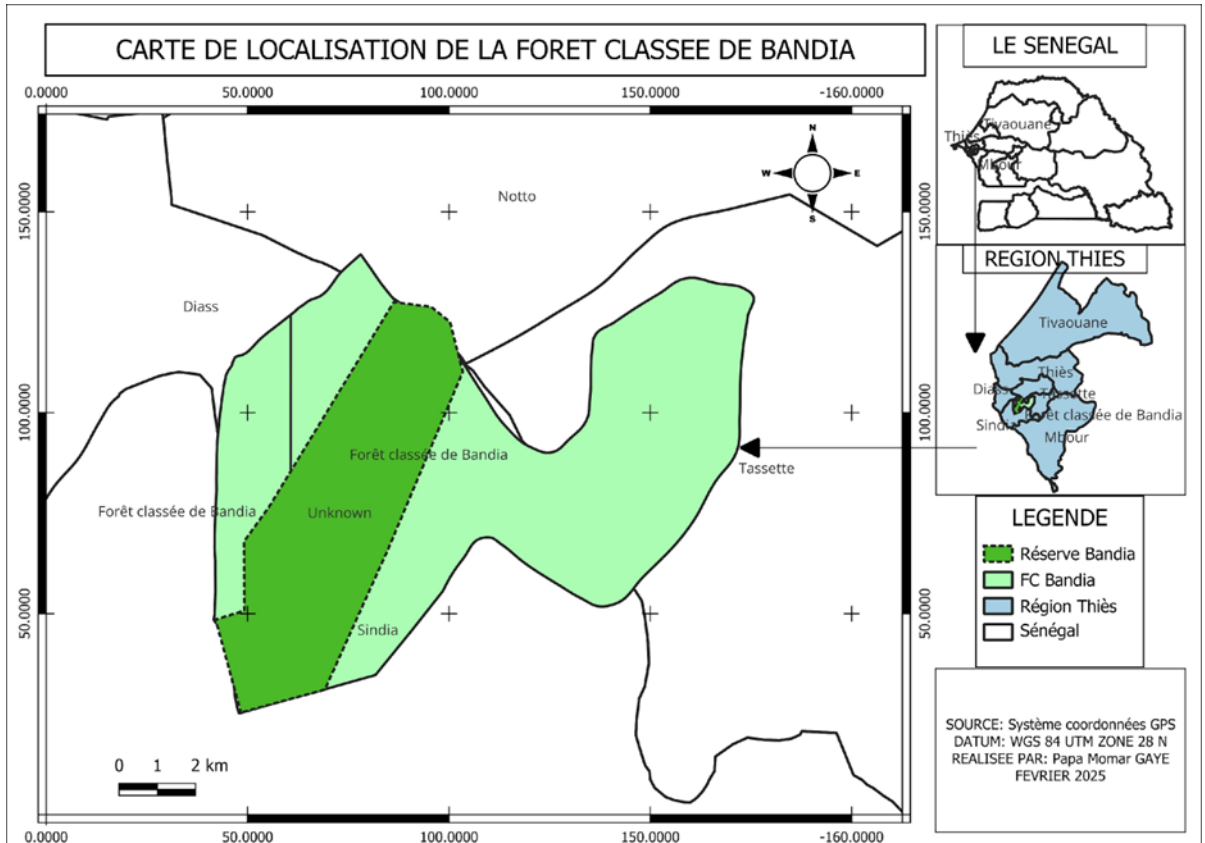 CARTE DE LOCALISATION DE LA FORET CLASSEE DE BANDIA
0.0000 50.0000 100.0000 150.0000 -160.0000
150.0000
100.0000
50.0000
150.0000
100.0000
50.0000
N
W E
S
Notto
Diass
Forêt classée de Bandia
Tassette
Forêt classée de Bandia
Unknown
Sindia
0 1 2 km
0.0000 50.0000 100.0000 150.0000 -160.0000
LE SENEGAL
Tivaouane
Thiès
Mbour
REGION THIES
Tivaouane
Thiès
Diass
Tassette
Forêt classée de Bandia
Sindia
Mbour
LEGENDE
Réserve Bandia
FC Bandia
Région Thiès
Sénégal
SOURCE: Système coordonnées GPS
DATUM: WGS 84 UTM ZONE 28 N
REALISEE PAR: Papa Momar GAYE
FEVRIER 2025